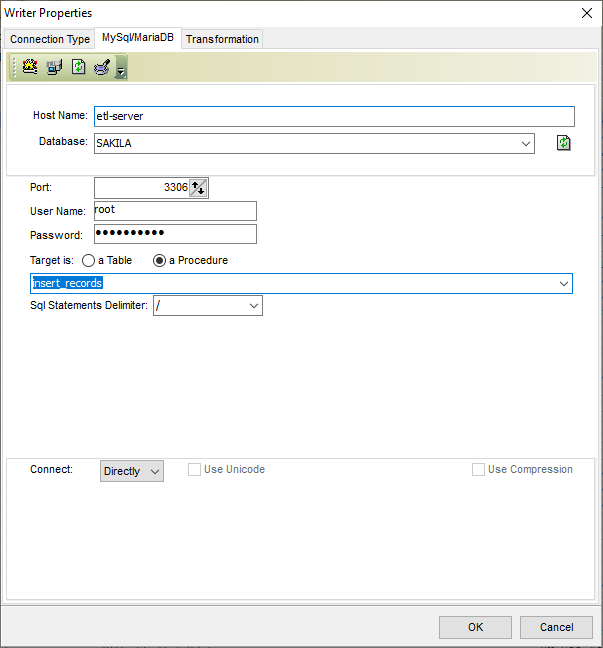 Writer Properties
Connection Type MySql/MariaDB Transformation
Host Name: etl-server
Database: SAKILA
Port: 3306
User Name: root
Password: ●●●●●●●●●●
Target is: a Table a Procedure
insert_records
Sql Statements Delimiter: /
Connect: Directly Use Unicode Use Compression
OK Cancel